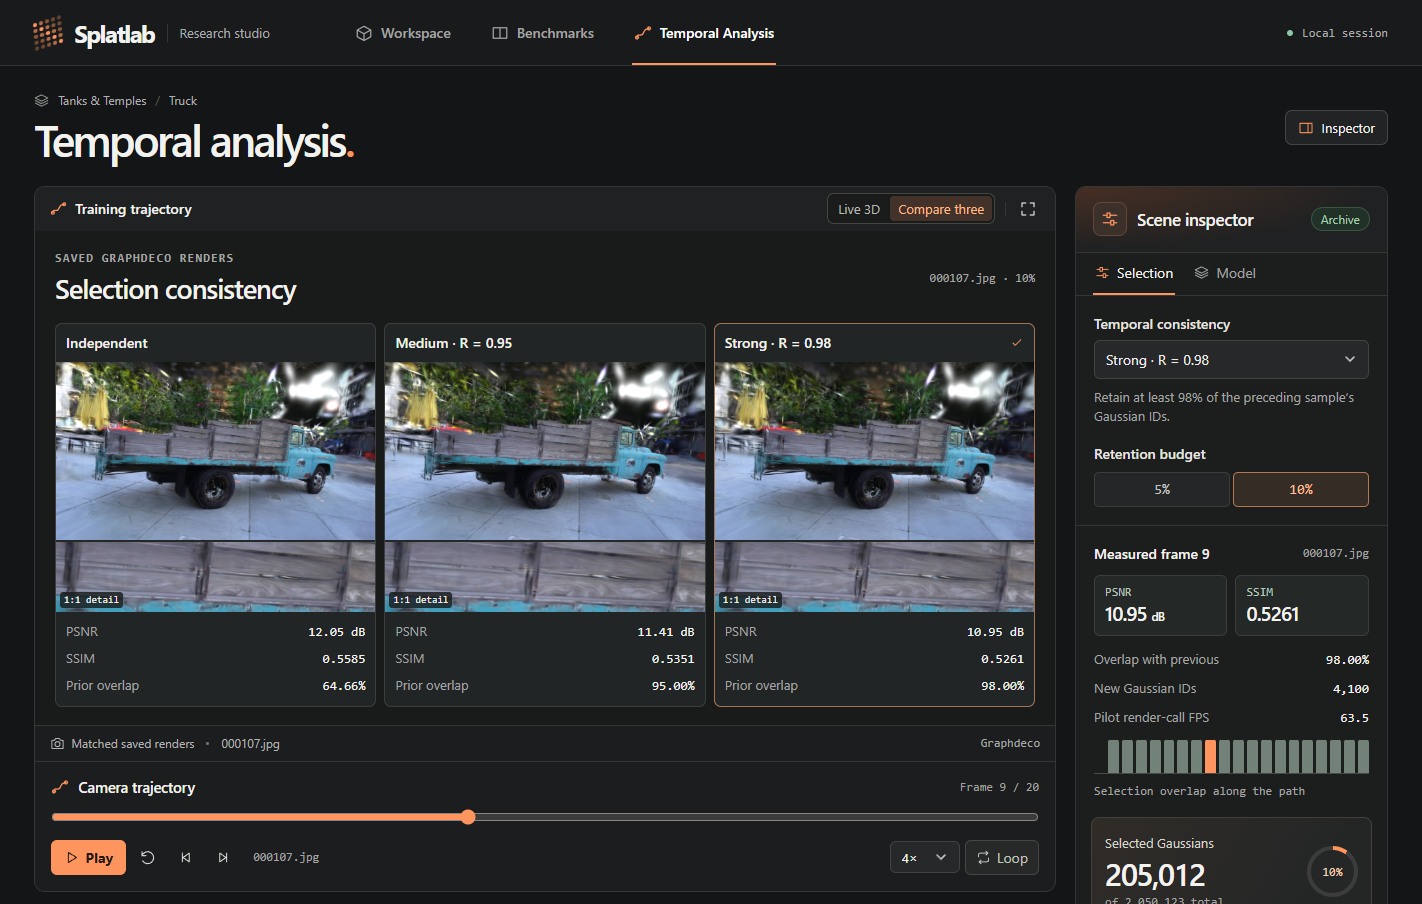 Splatlab Research studio Workspace Benchmarks Temporal Analysis Local session
Tanks & Temples / Truck
Temporal analysis.
Inspector
Training trajectory Live 3D Compare three
SAVED GRAPHDECO RENDERS
Selection consistency
000107.jpg · 10%
Independent
1:1 detail
PSNR 12.05 dB
SSIM 0.5585
Prior overlap 64.66%
Medium · R = 0.95
1:1 detail
PSNR 11.41 dB
SSIM 0.5351
Prior overlap 95.00%
Strong · R = 0.98
1:1 detail
PSNR 10.95 dB
SSIM 0.5261
Prior overlap 98.00%
Matched saved renders • 000107.jpg Graphdeco
Camera trajectory Frame 9 / 20
Play 000107.jpg 4× Loop
Scene inspector Archive
Selection Model
Temporal consistency
Strong · R = 0.98
Retain at least 98% of the preceding sample's
Gaussian IDs.
Retention budget
5% 10%
Measured frame 9 000107.jpg
PSNR
10.95 dB
SSIM
0.5261
Overlap with previous 98.00%
New Gaussian IDs 4,100
Pilot render-call FPS 63.5
Selection overlap along the path
Selected Gaussians
205,012
10%
of 2,050,123 total